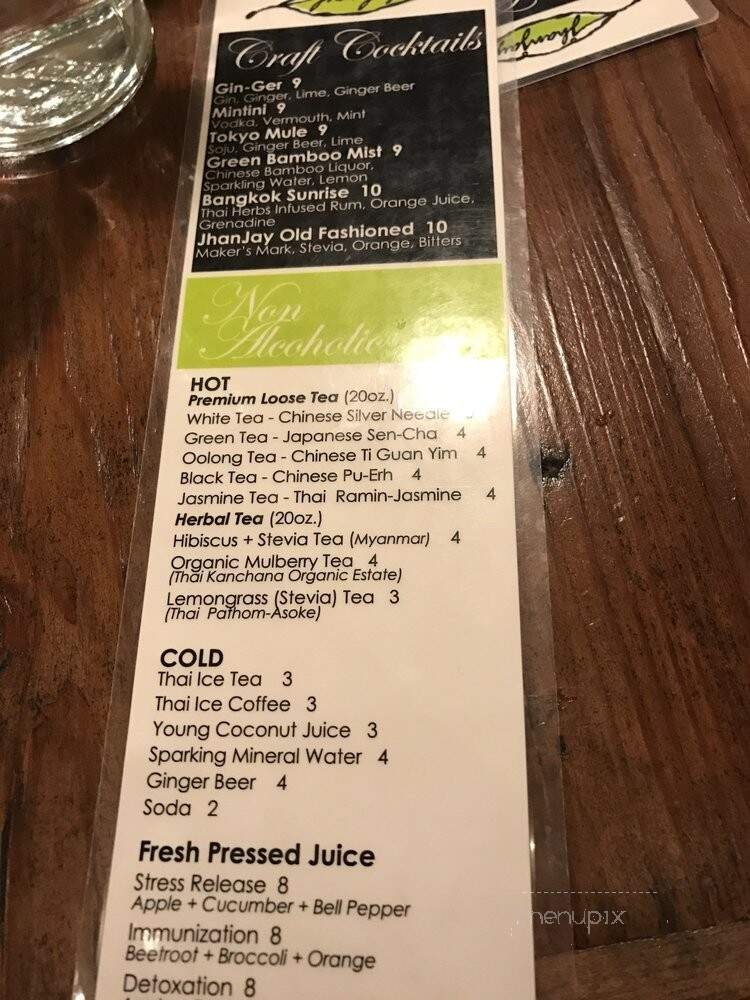 Jhanjay
Craft Cocktails
Gin-Ger 9
Gin, Ginger, Lime, Ginger Beer
Mintini 9
Vodka, Vermouth, Mint
Tokyo Mule 9
Soju, Ginger Beer, Lime
Green Bamboo Mist 9
Chinese Bamboo Liquor,
Sparkling Water, Lemon
Bangkok Sunrise 10
Thai Herbs Infused Rum, Orange Juice,
Grenadine
JhanJay Old Fashioned 10
Maker's Mark, Stevia, Orange, Bitters
Non
Alcoholic
HOT
Premium Loose Tea (20oz.)
White Tea - Chinese Silver Needle
Green Tea - Japanese Sen-Cha 4
Oolong Tea - Chinese Ti Guan Yim 4
Black Tea - Chinese Pu-Erh 4
Jasmine Tea - Thai Ramin-Jasmine 4
Herbal Tea (20oz.)
Hibiscus + Stevia Tea (Myanmar) 4
Organic Mulberry Tea 4
(Thai Kanchana Organic Estate)
Lemongrass (Stevia) Tea 3
(Thai Pathom-Asoke)
COLD
Thai Ice Tea 3
Thai Ice Coffee 3
Young Coconut Juice 3
Sparking Mineral Water 4
Ginger Beer 4
Soda 2
Fresh Pressed Juice
Stress Release 8
Apple + Cucumber + Bell Pepper
Immunization 8
Beetroot + Broccoli + Orange
Detoxation 8
menupix